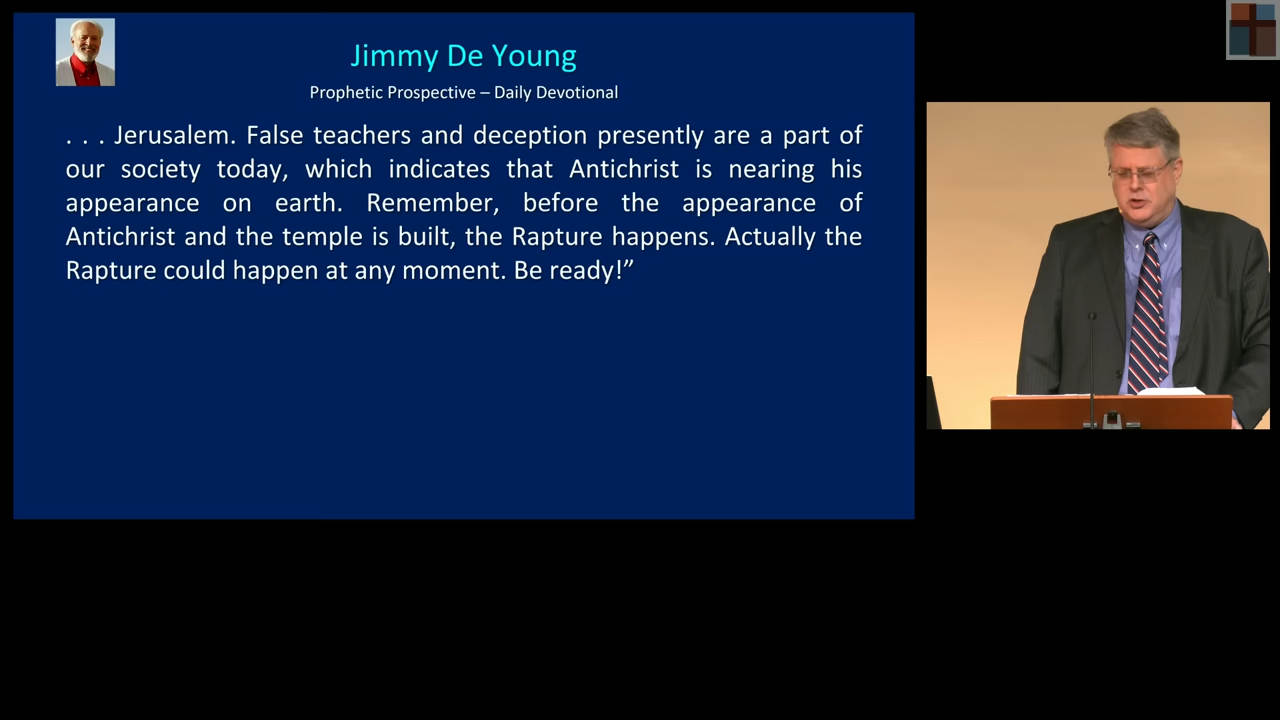 Jimmy De Young
Prophetic Prospective – Daily Devotional
. . . Jerusalem. False teachers and deception presently are a part of
our society today, which indicates that Antichrist is nearing his
appearance on earth. Remember, before the appearance of
Antichrist and the temple is built, the Rapture happens. Actually the
Rapture could happen at any moment. Be ready!”